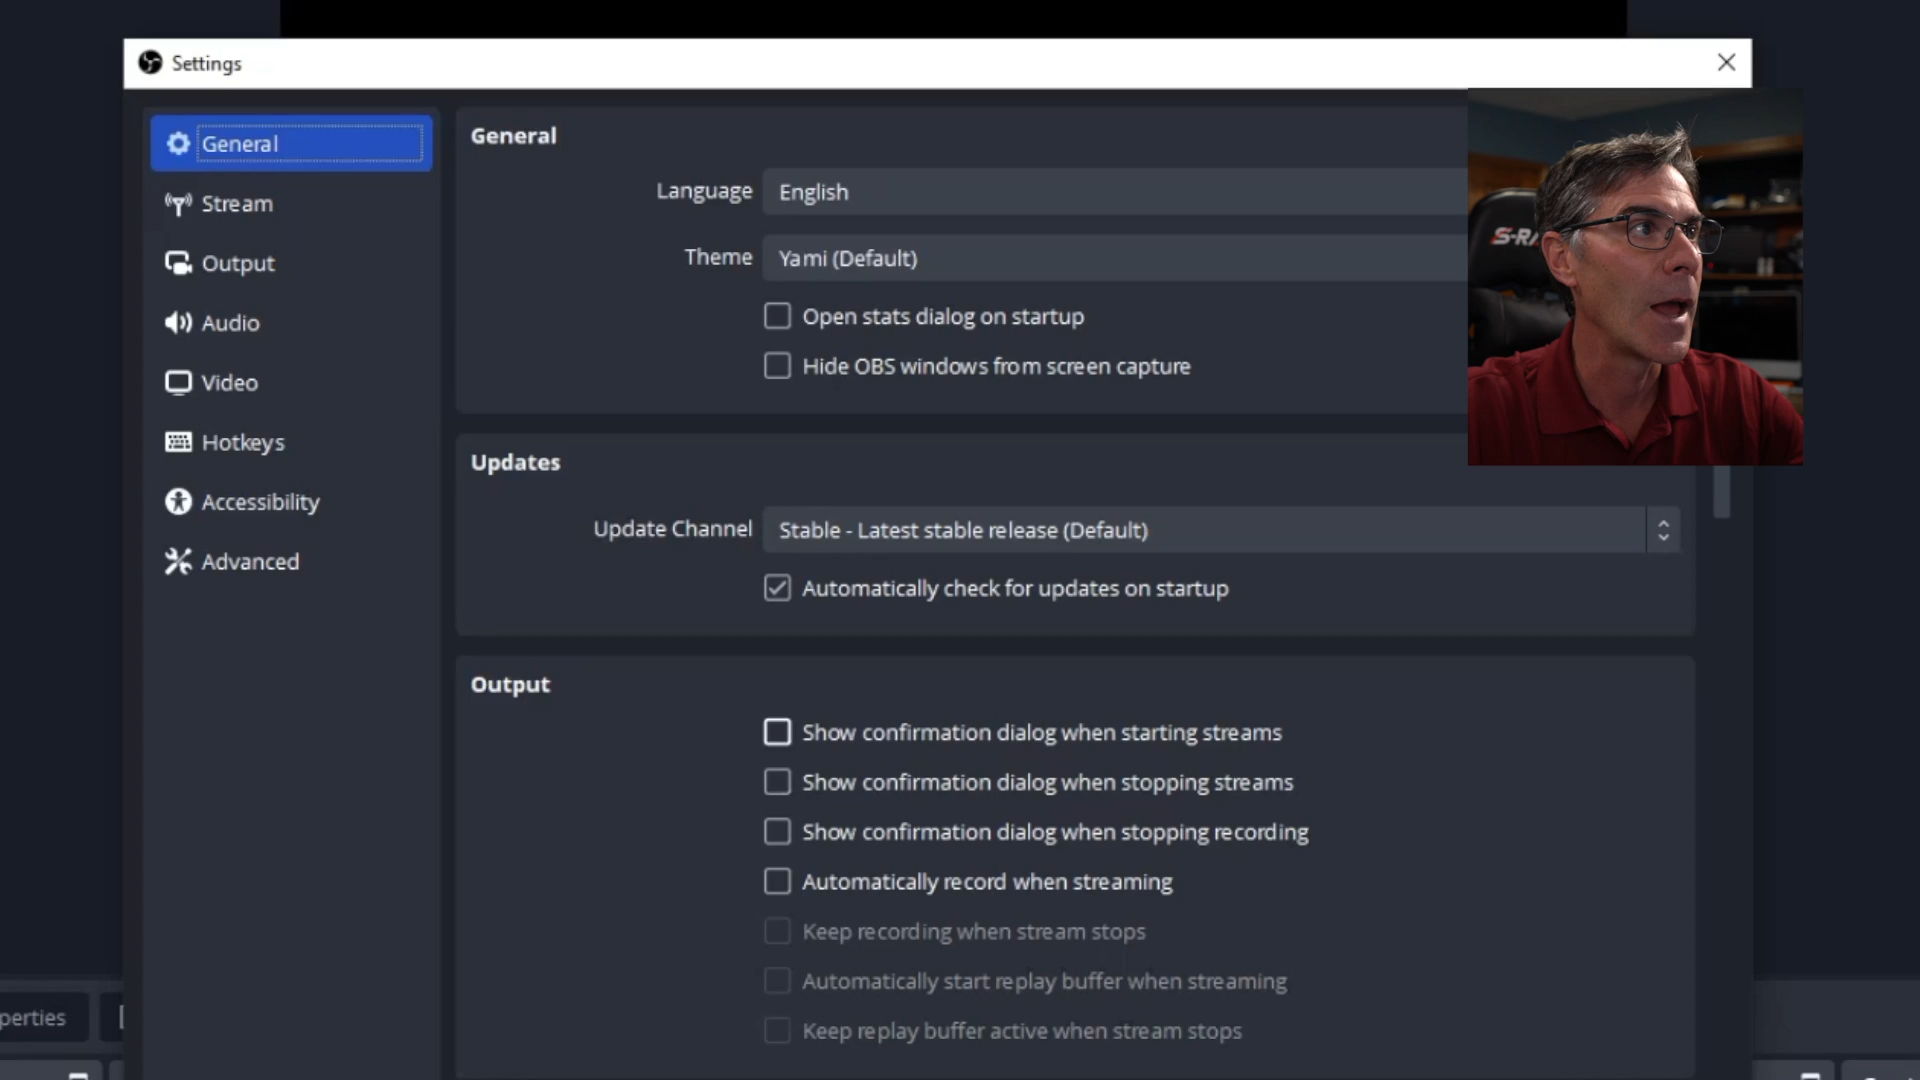 Settings
General
Stream
Output
Audio
Video
Hotkeys
Accessibility
Advanced
General
Language English
Theme Yami (Default)
Open stats dialog on startup
Hide OBS windows from screen capture
Updates
Update Channel Stable - Latest stable release (Default)
Automatically check for updates on startup
Output
Show confirmation dialog when starting streams
Show confirmation dialog when stopping streams
Show confirmation dialog when stopping recording
Automatically record when streaming
Keep recording when stream stops
Automatically start replay buffer when streaming
Keep replay buffer active when stream stops
perties
S-RA